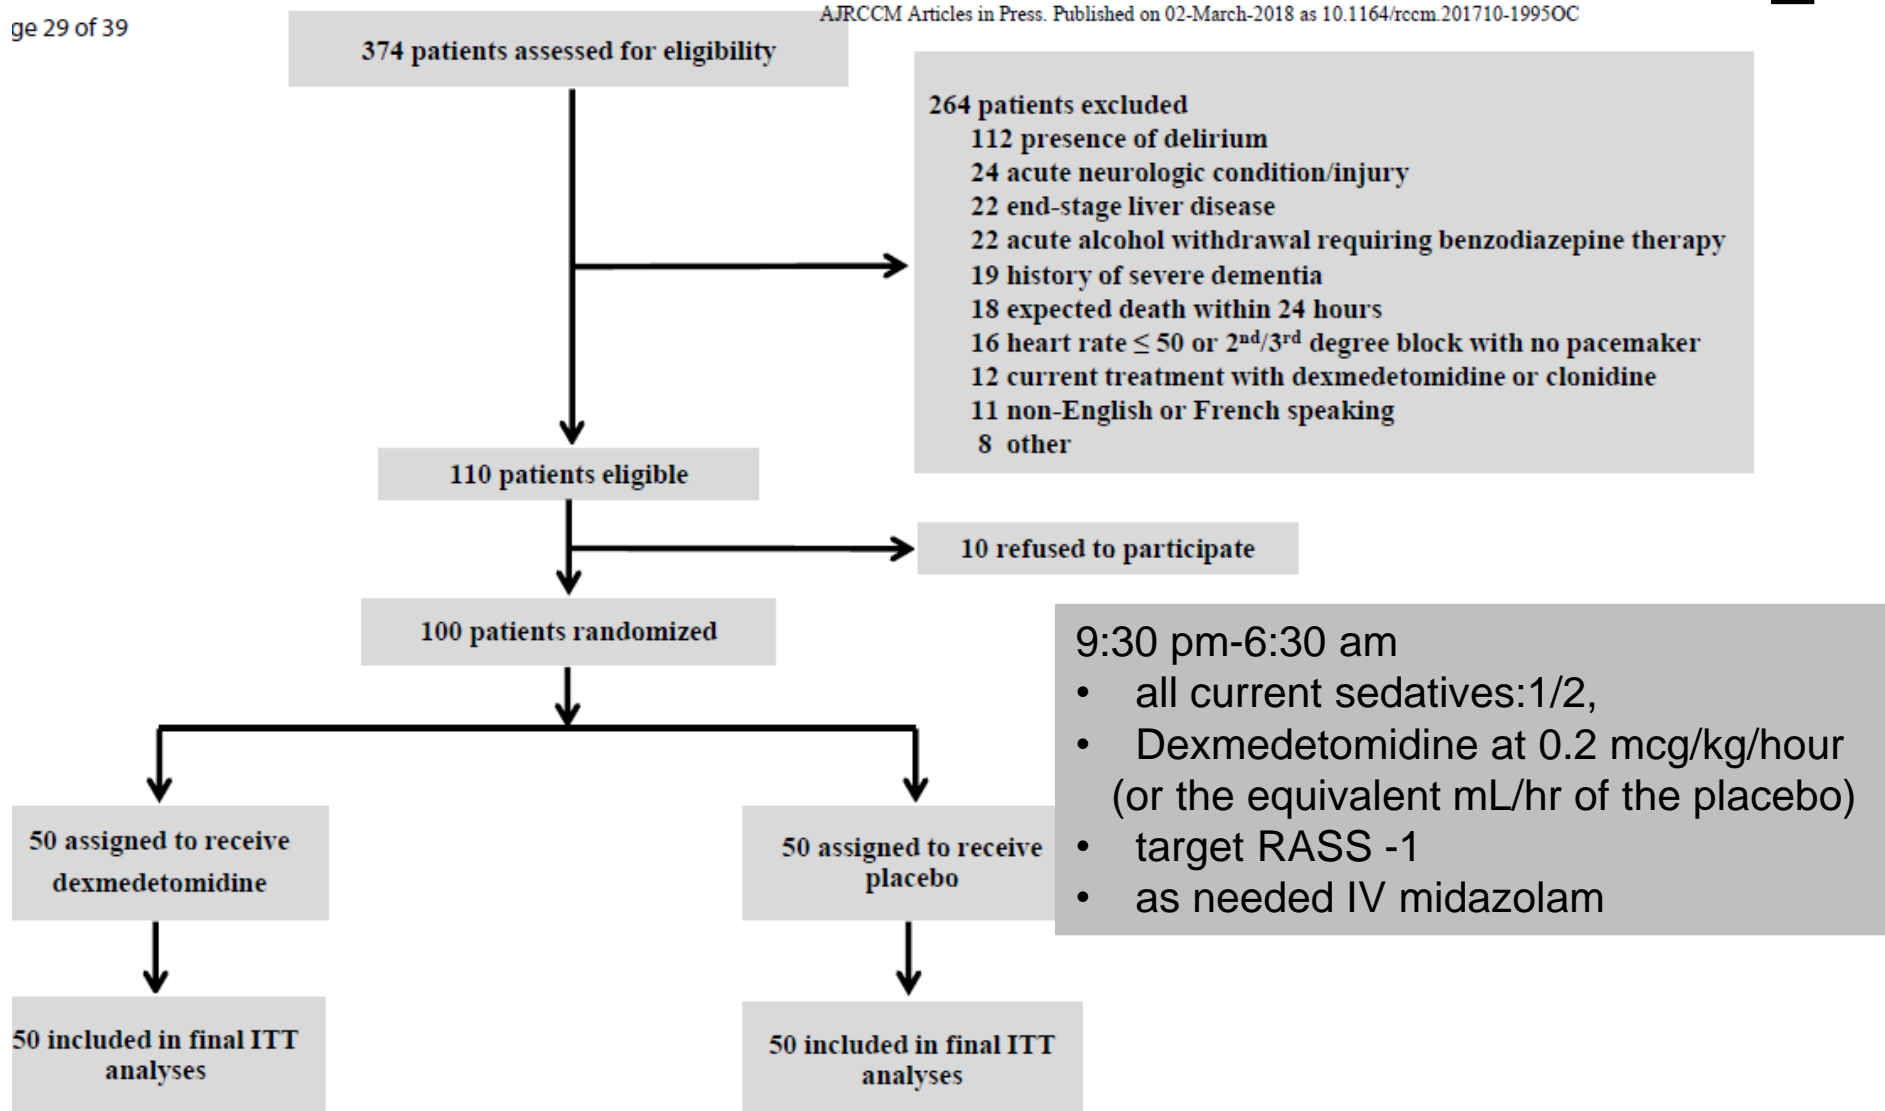 AJRCCM Articles in Press. Published on 02-March-2018 as 10.1164/rccm.201710-1995OC
ge 29 of 39
374 patients assessed for eligibility
264 patients excluded
112 presence of delirium
24 acute neurologic condition/injury
22 end-stage liver disease
22 acute alcohol withdrawal requiring benzodiazepine therapy
19 history of severe dementia
18 expected death within 24 hours
16 heart rate ≤ 50 or 2nd/3rd degree block with no pacemaker
12 current treatment with dexmedetomidine or clonidine
11 non-English or French speaking
8 other
110 patients eligible
10 refused to participate
100 patients randomized
9:30 pm-6:30 am
• all current sedatives:1/2,
• Dexmedetomidine at 0.2 mcg/kg/hour
(or the equivalent mL/hr of the placebo)
• target RASS -1
• as needed IV midazolam
50 assigned to receive
dexmedetomidine
50 assigned to receive
placebo
50 included in final ITT
analyses
50 included in final ITT
analyses